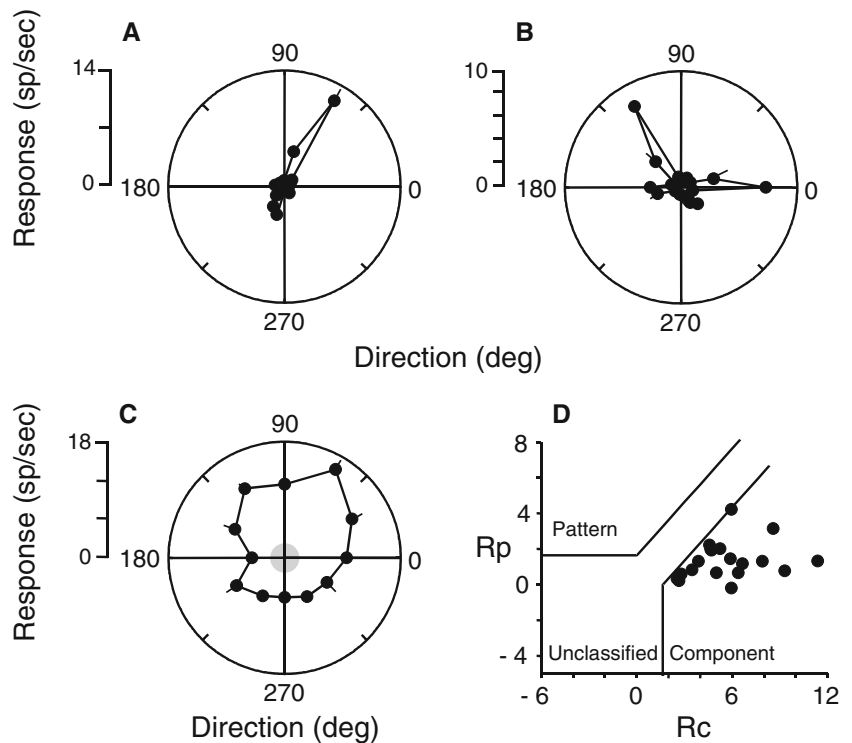 A
Response (sp/sec)
14
0
90
180
0
270
B
10
0
90
180
0
270
Direction (deg)
C
Response (sp/sec)
18
0
90
180
0
270
Direction (deg)
D
8
4
Rp
0
- 4
Pattern
Unclassified
Component
- 6
0
6
12
Rc